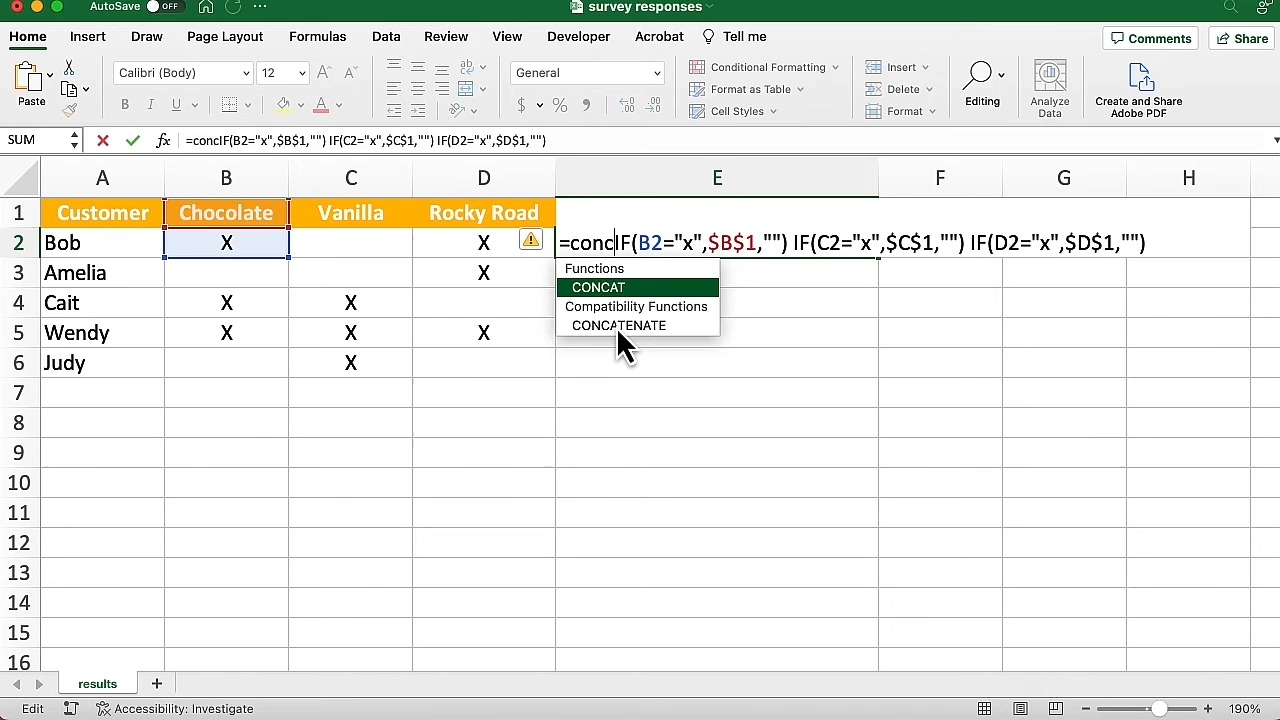 AutoSave OFF ... survey responses
Home Insert Draw Page Layout Formulas Data Review View Developer Acrobat Tell me Comments Share
Paste Calibri (Body) 12 A A ab General Conditional Formatting Insert
B I U A $ % Format as Table Delete Editing Analyze Data Create and Share Adobe PDF
Cell Styles Format
SUM fx =concIF(B2="x",$B$1,"") IF(C2="x",$C$1,"") IF(D2="x",$D$1,"")
A B C D E F G H
1 Customer Chocolate Vanilla Rocky Road
2 Bob X X =concIF(B2="x",$B$1,"") IF(C2="x",$C$1,"") IF(D2="x",$D$1,"")
Functions
3 Amelia X
CONCAT
4 Cait X X
Compatibility Functions
5 Wendy X X X
CONCATENATE
6 Judy X
7
8
9
10
11
12
13
14
15
16
results +
Edit Accessibility: Investigate - + 190%